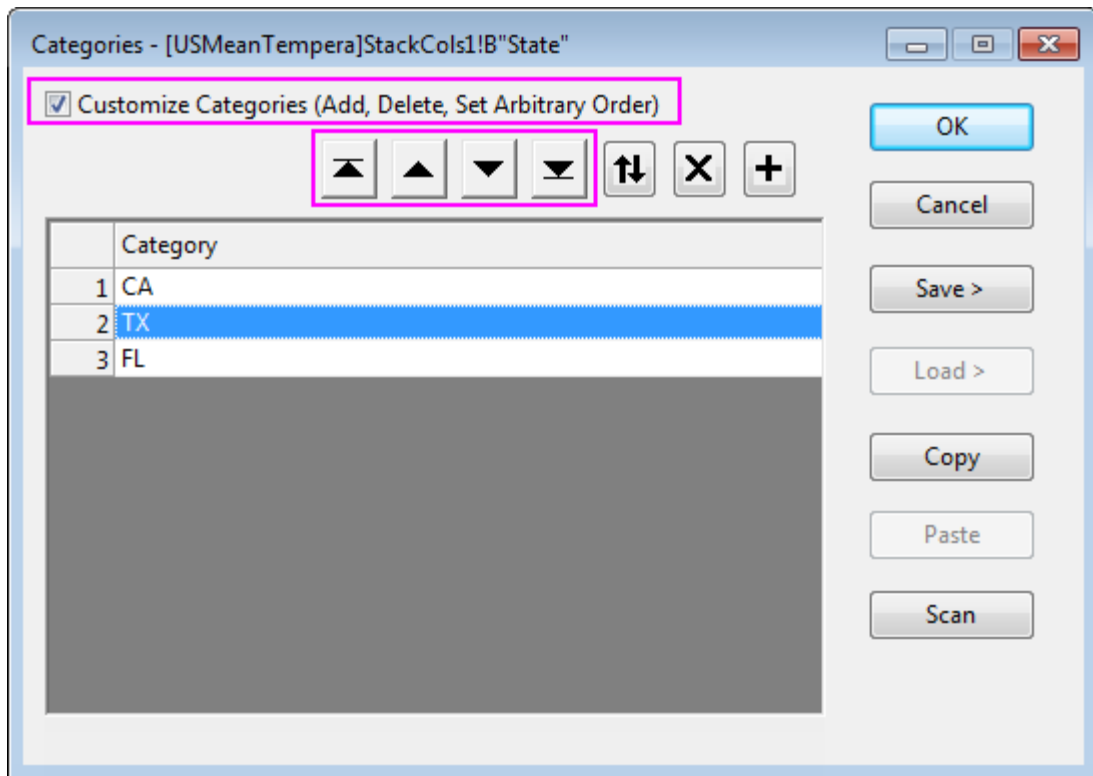 Categories - [USMeanTempera]StackCols1!B"State"
Customize Categories (Add, Delete, Set Arbitrary Order)
OK
Cancel
Category
1 CA
Save >
2 TX
3 FL
Load >
Copy
Paste
Scan